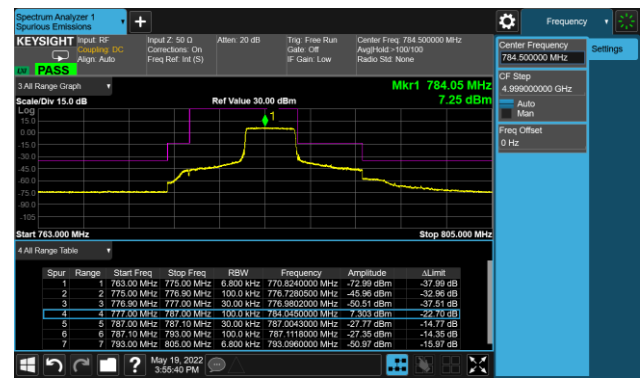 Spectrum Analyzer 1
Spurious Emissions
Frequency
KEYSIGHT Input: RF
Coupling: DC
Align: Auto
Input Z: 50 Ω
Corrections: On
Freq Ref: Int (S)
Atten: 20 dB
Trig: Free Run
Gate: Off
IF Gain: Low
Center Freq: 784.500000 MHz
Avg|Hold:>100/100
Radio Std: None
PASS
Center Frequency
784.500000 MHz
Settings
CF Step
4.999000000 GHz
Auto
Man
Freq Offset
0 Hz
3 All Range Graph
Mkr1 784.05 MHz
Scale/Div 15.0 dB
Ref Value 30.00 dBm
7.25 dBm
Log
15.0
0.00
-15.0
-30.0
-45.0
-60.0
-75.0
-90.0
-105
1
Start 763.000 MHz
Stop 805.000 MHz
4 All Range Table
Spur Range Start Freq Stop Freq RBW Frequency Amplitude ΔLimit
1 1 763.00 MHz 775.00 MHz 6.800 kHz 770.8240000 MHz -72.99 dBm -37.99 dB
2 2 775.00 MHz 776.90 MHz 100.0 kHz 776.7280500 MHz -45.96 dBm -32.96 dB
3 3 776.90 MHz 777.00 MHz 30.00 kHz 776.9802000 MHz -50.51 dBm -37.51 dB
4 4 777.00 MHz 787.00 MHz 100.0 kHz 784.0450000 MHz 7.303 dBm -22.70 dB
5 5 787.00 MHz 787.10 MHz 30.00 kHz 787.0043000 MHz -27.77 dBm -14.77 dB
6 6 787.10 MHz 793.00 MHz 100.0 kHz 787.1118000 MHz -27.35 dBm -14.35 dB
7 7 793.00 MHz 805.00 MHz 6.800 kHz 793.0960000 MHz -50.97 dBm -15.97 dB
May 19, 2022
3:55:40 PM